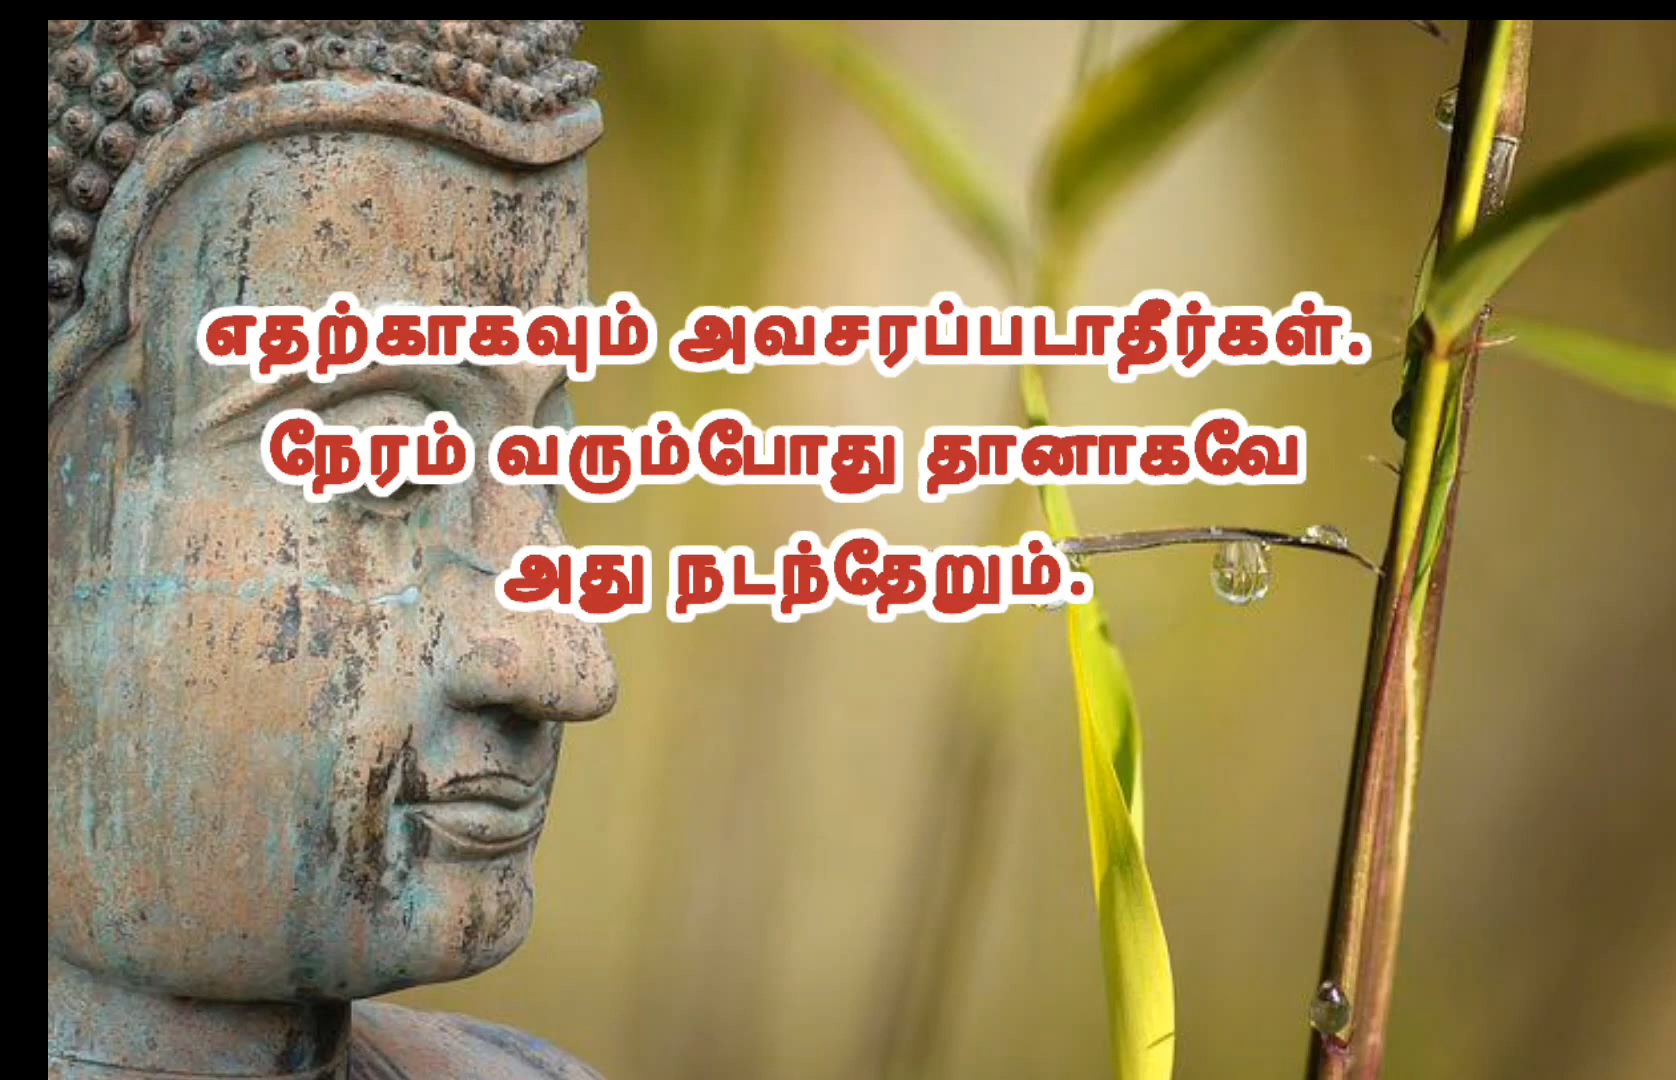 எதற்காகவும் அவசரப்படாதீர்கள்.
நேரம் வரும்போது தானாகவே
அது நடந்தேறும்.